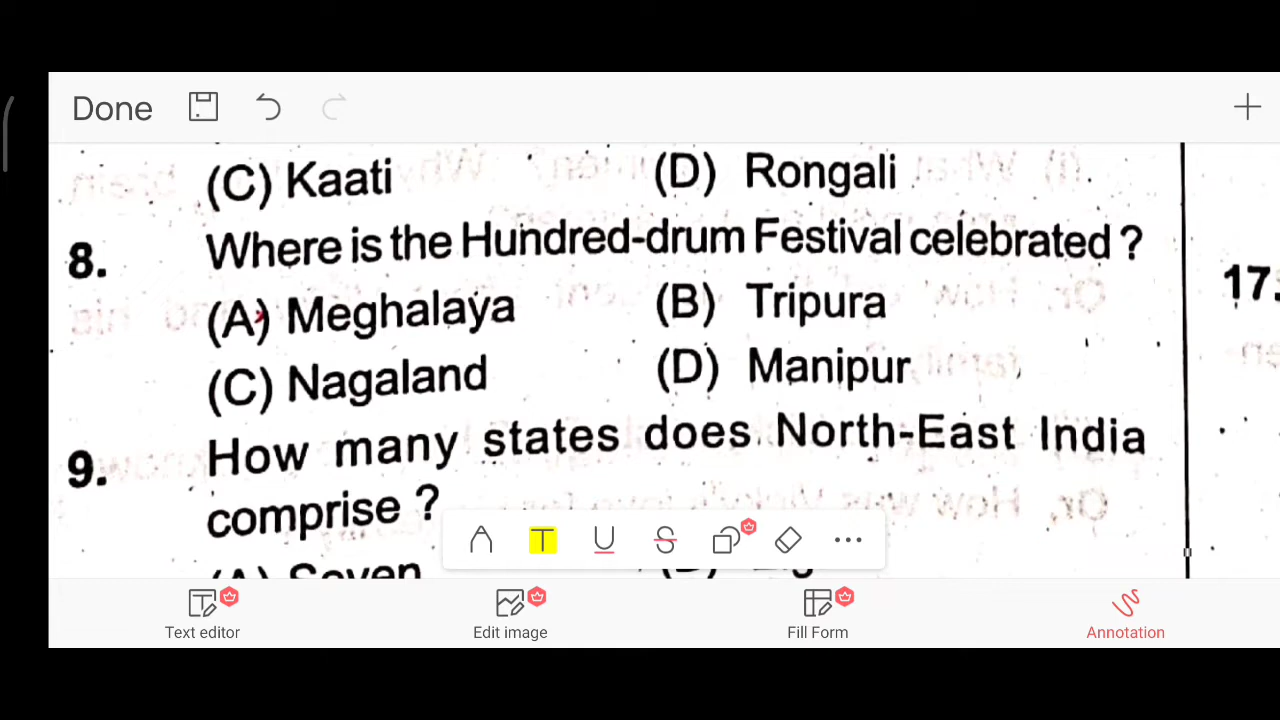 Done
(C) Kaati (D) Rongali
8. Where is the Hundred-drum Festival celebrated ?
(A) Meghalaya (B) Tripura
17.
(C) Nagaland (D) Manipur
9. How many states does North-East India
comprise ?
(A) Seven
Text editor Edit image Fill Form Annotation